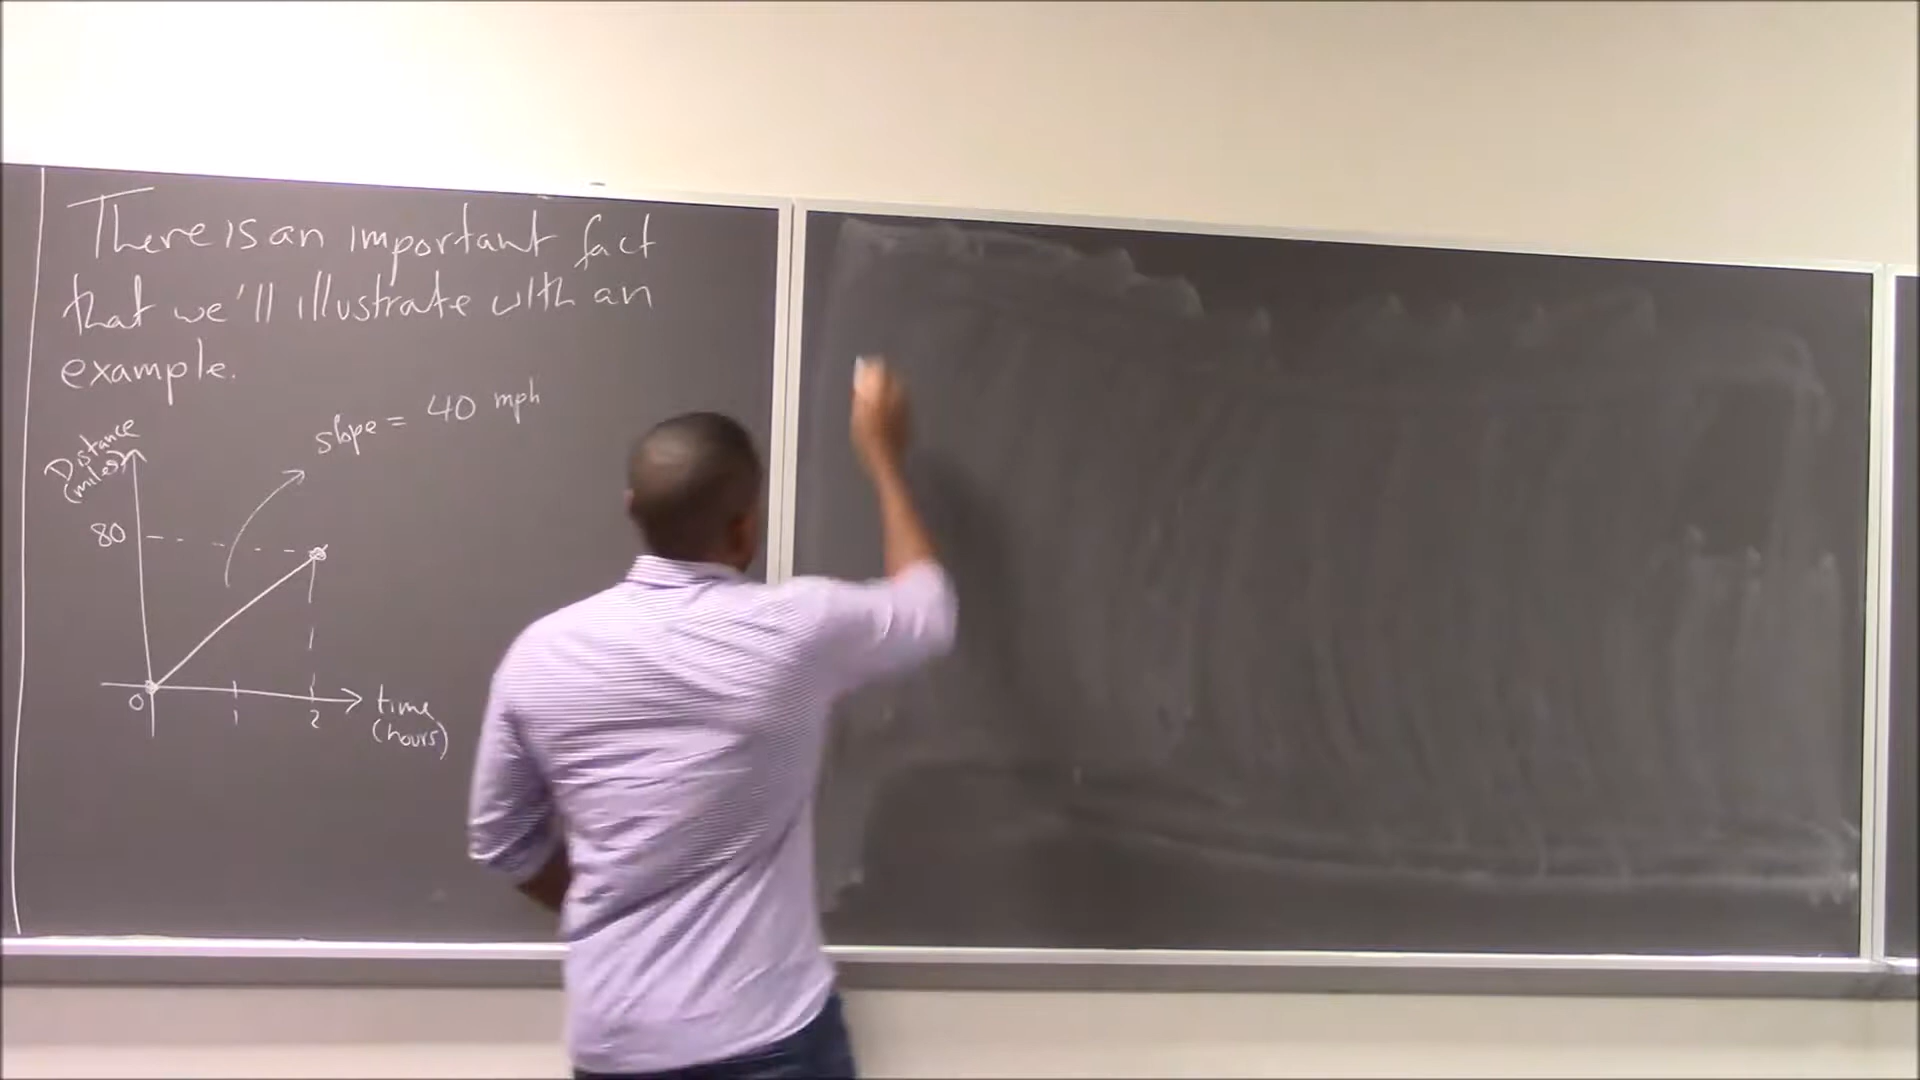 There is an important fact
that we'll illustrate with an
example.
slope = 40 mph
Distance
(miles)
80
0
1
2
time
(hours)